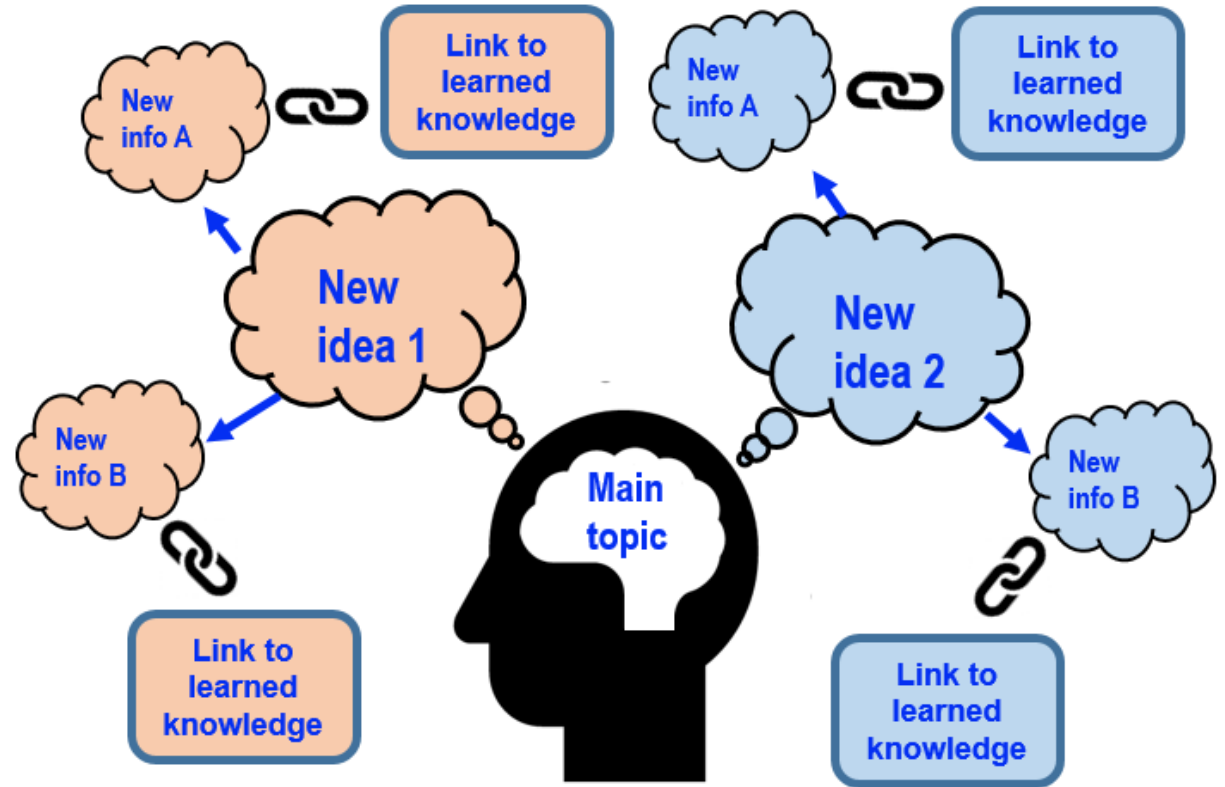 New
info A
Link to
learned
knowledge
New
info A
Link to
learned
knowledge
New
idea 1
New
idea 2
New
info B
New
info B
Main
topic
Link to
learned
knowledge
Link to
learned
knowledge